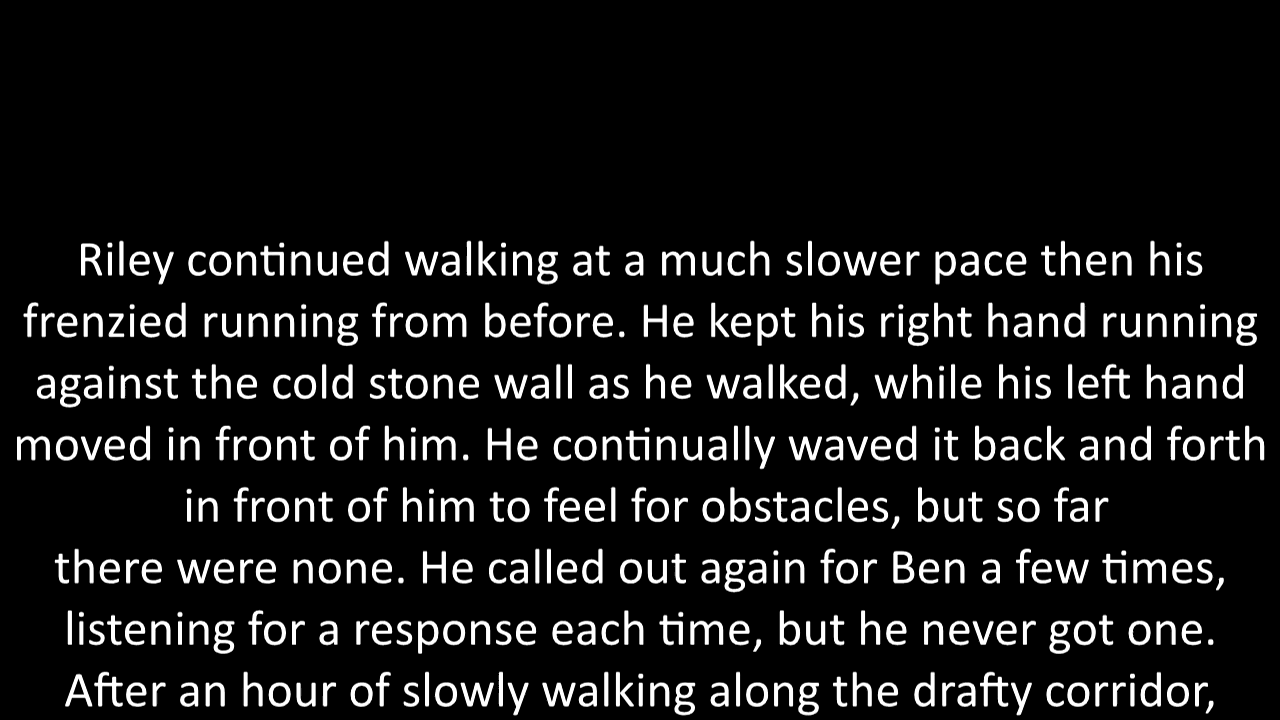 Riley continued walking at a much slower pace then his
frenzied running from before. He kept his right hand running
against the cold stone wall as he walked, while his left hand
moved in front of him. He continually waved it back and forth
in front of him to feel for obstacles, but so far
there were none. He called out again for Ben a few times,
listening for a response each time, but he never got one.
After an hour of slowly walking along the drafty corridor,